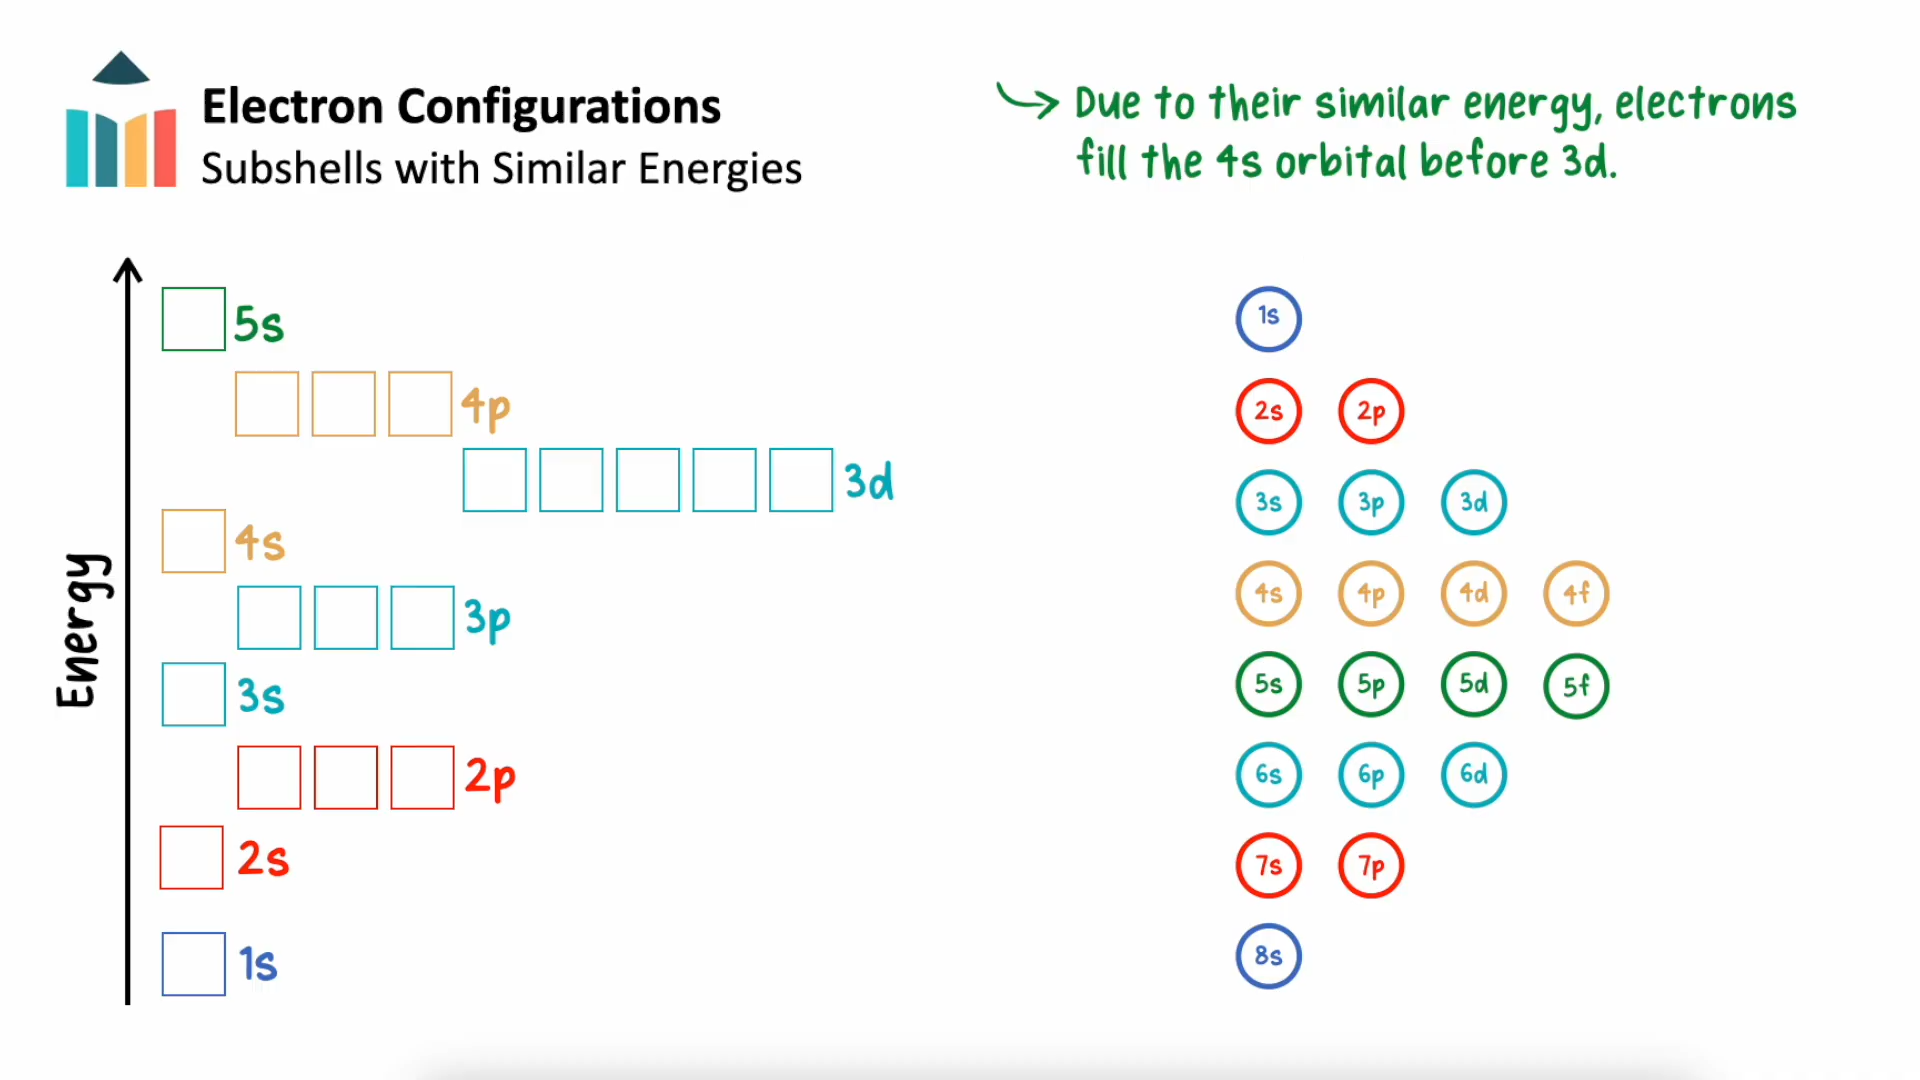 Electron Configurations
Subshells with Similar Energies
Due to their similar energy, electrons
fill the 4s orbital before 3d.
Energy
5s
4p
3d
4s
3p
3s
2p
2s
1s
1s
2s 2p
3s 3p 3d
4s 4p 4d 4f
5s 5p 5d 5f
6s 6p 6d
7s 7p
8s